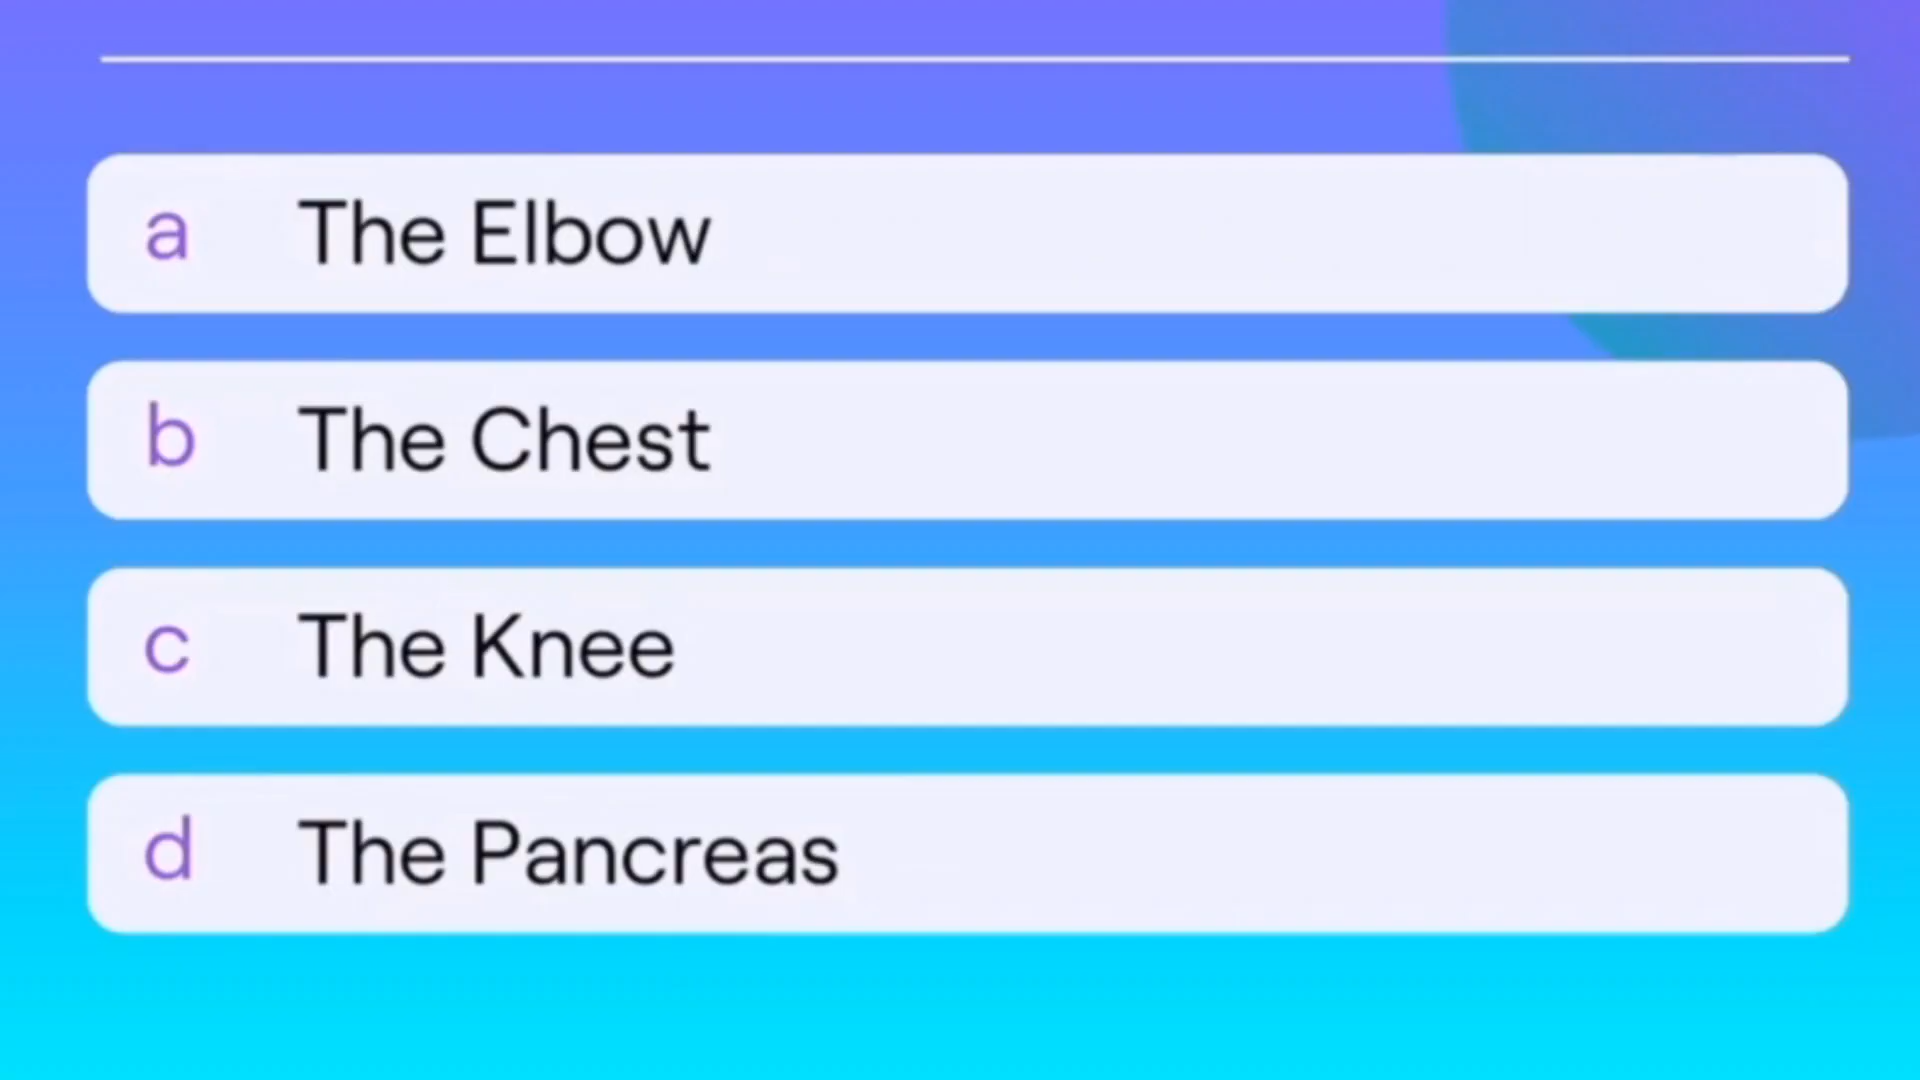 a The Elbow
b The Chest
c The Knee
d The Pancreas